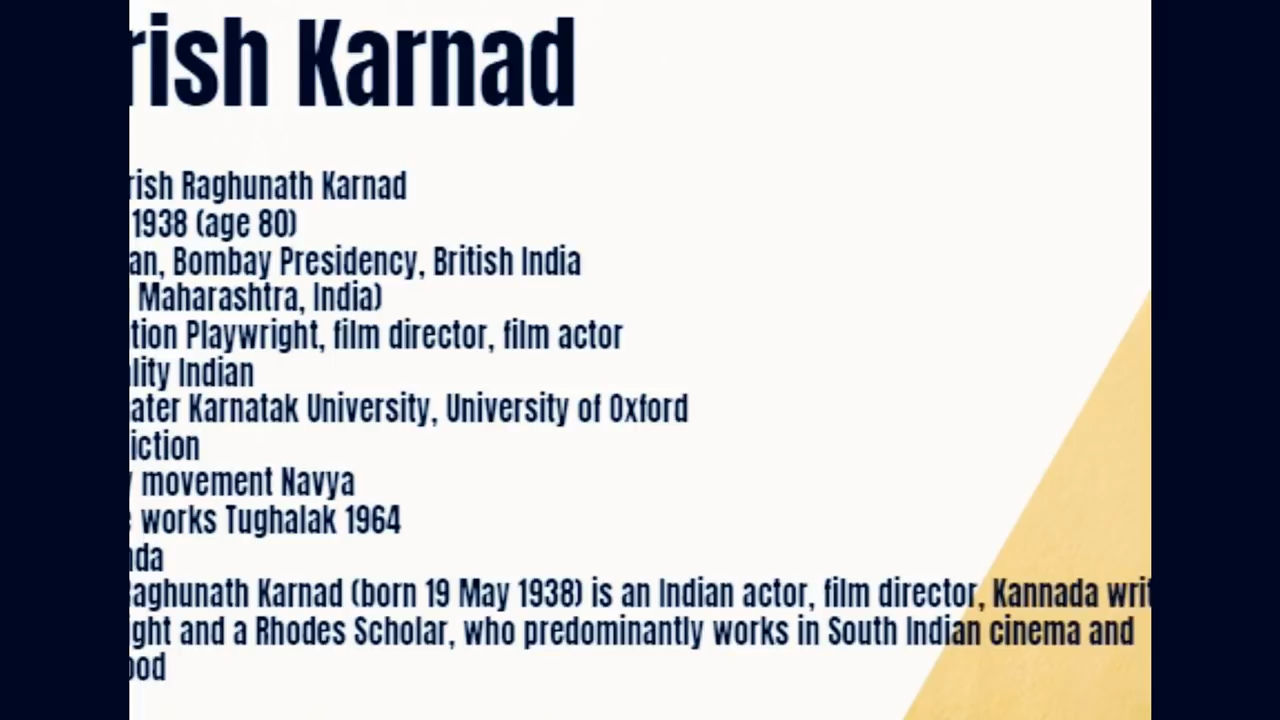 rish Karnad
rish Raghunath Karnad
1938 (age 80)
an, Bombay Presidency, British India
Maharashtra, India)
tion Playwright, film director, film actor
lity Indian
ater Karnatak University, University of Oxford
iction
movement Navya
works Tughalak 1964
da
Raghunath Karnad (born 19 May 1938) is an Indian actor, film director, Kannada writ
ght and a Rhodes Scholar, who predominantly works in South Indian cinema and
ood